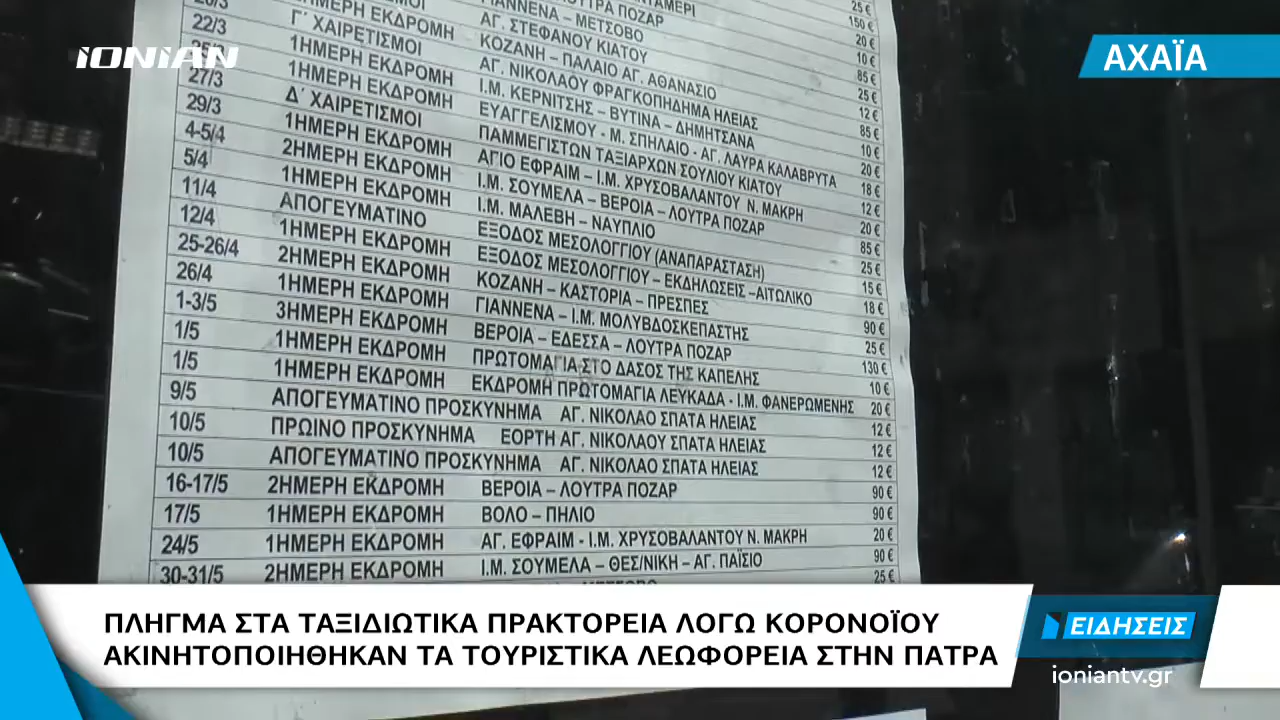 ΙΟΝΙΑΝ
ΑΧΑΪΑ
25 €
150 €
20 €
10 €
ΛΟΥΤΡΑ ΠΟΖΑΡ 85 €
ΓΙΑΝΝΕΝΑ – ΜΕΤΣΟΒΟ 25 €
ΑΓ. ΣΤΕΦΑΝΟΥ ΚΙΑΤΟΥ 12 €
ΚΟΖΑΝΗ – ΠΑΛΑΙΟ ΑΓ. ΑΘΑΝΑΣΙΟ 85 €
Γ΄ ΧΑΙΡΕΤΙΣΜΟΙ ΑΓ. ΝΙΚΟΛΑΟΥ ΦΡΑΓΚΟΠΗΔΗΜΑ ΗΛΕΙΑΣ 10 €
22/3 1ΗΜΕΡΗ ΕΚΔΡΟΜΗ Ι.Μ. ΚΕΡΝΙΤΣΗΣ – ΒΥΤΙΝΑ – ΔΗΜΗΤΣΑΝΑ 20 €
1ΗΜΕΡΗ ΕΚΔΡΟΜΗ ΕΥΑΓΓΕΛΙΣΜΟΥ - Μ. ΣΠΗΛΑΙΟ - ΑΓ. ΛΑΥΡΑ ΚΑΛΑΒΡΥΤΑ 18 €
27/3 Δ΄ ΧΑΙΡΕΤΙΣΜΟΙ ΠΑΜΜΕΓΙΣΤΩΝ ΤΑΞΙΑΡΧΩΝ ΣΟΥΛΙΟΥ ΚΙΑΤΟΥ 12 €
29/3 1ΗΜΕΡΗ ΕΚΔΡΟΜΗ ΑΓΙΟ ΕΦΡΑΙΜ – Ι.Μ. ΧΡΥΣΟΒΑΛΑΝΤΟΥ Ν. ΜΑΚΡΗ 20 €
4-5/4 2ΗΜΕΡΗ ΕΚΔΡΟΜΗ Ι.Μ. ΣΟΥΜΕΛΑ – ΒΕΡΟΙΑ – ΛΟΥΤΡΑ ΠΟΖΑΡ 85 €
5/4 1ΗΜΕΡΗ ΕΚΔΡΟΜΗ Ι.Μ. ΜΑΛΕΒΗ – ΝΑΥΠΛΙΟ 25 €
11/4 ΑΠΟΓΕΥΜΑΤΙΝΟ ΕΞΟΔΟΣ ΜΕΣΟΛΟΓΓΙΟΥ (ΑΝΑΠΑΡΑΣΤΑΣΗ) 15 €
12/4 1ΗΜΕΡΗ ΕΚΔΡΟΜΗ ΕΞΟΔΟΣ ΜΕΣΟΛΟΓΓΙΟΥ – ΕΚΔΗΛΩΣΕΙΣ –ΑΙΤΩΛΙΚΟ 18 €
25-26/4 2ΗΜΕΡΗ ΕΚΔΡΟΜΗ ΚΟΖΑΝΗ – ΚΑΣΤΟΡΙΑ – ΠΡΕΣΠΕΣ 90 €
26/4 1ΗΜΕΡΗ ΕΚΔΡΟΜΗ ΓΙΑΝΝΕΝΑ – Ι.Μ. ΜΟΛΥΒΔΟΣΚΕΠΑΣΤΗΣ 25 €
1-3/5 3ΗΜΕΡΗ ΕΚΔΡΟΜΗ ΒΕΡΟΙΑ – ΕΔΕΣΣΑ – ΛΟΥΤΡΑ ΠΟΖΑΡ 130 €
1/5 1ΗΜΕΡΗ ΕΚΔΡΟΜΗ ΠΡΩΤΟΜΑΓΙΑ ΣΤΟ ΔΑΣΟΣ ΤΗΣ ΚΑΠΕΛΗΣ 10 €
1/5 1ΗΜΕΡΗ ΕΚΔΡΟΜΗ ΕΚΔΡΟΜΗ ΠΡΩΤΟΜΑΓΙΑ ΛΕΥΚΑΔΑ - Ι.Μ. ΦΑΝΕΡΩΜΕΝΗΣ 20 €
9/5 ΑΠΟΓΕΥΜΑΤΙΝΟ ΠΡΟΣΚΥΝΗΜΑ ΑΓ. ΝΙΚΟΛΑΟ ΣΠΑΤΑ ΗΛΕΙΑΣ 12 €
10/5 ΠΡΩΙΝΟ ΠΡΟΣΚΥΝΗΜΑ ΕΟΡΤΗ ΑΓ. ΝΙΚΟΛΑΟΥ ΣΠΑΤΑ ΗΛΕΙΑΣ 12 €
10/5 ΑΠΟΓΕΥΜΑΤΙΝΟ ΠΡΟΣΚΥΝΗΜΑ ΑΓ. ΝΙΚΟΛΑΟ ΣΠΑΤΑ ΗΛΕΙΑΣ 12 €
16-17/5 2ΗΜΕΡΗ ΕΚΔΡΟΜΗ ΒΕΡΟΙΑ – ΛΟΥΤΡΑ ΠΟΖΑΡ 90 €
17/5 1ΗΜΕΡΗ ΕΚΔΡΟΜΗ ΒΟΛΟ – ΠΗΛΙΟ 90 €
24/5 1ΗΜΕΡΗ ΕΚΔΡΟΜΗ ΑΓ. ΕΦΡΑΙΜ - Ι.Μ. ΧΡΥΣΟΒΑΛΑΝΤΟΥ Ν. ΜΑΚΡΗ 20 €
30-31/5 2ΗΜΕΡΗ ΕΚΔΡΟΜΗ Ι.Μ. ΣΟΥΜΕΛΑ – ΘΕΣ/ΝΙΚΗ – ΑΓ. ΠΑΪΣΙΟ 90 €
25 €
ΠΛΗΓΜΑ ΣΤΑ ΤΑΞΙΔΙΩΤΙΚΑ ΠΡΑΚΤΟΡΕΙΑ ΛΟΓΩ ΚΟΡΟΝΟΪΟΥ
ΑΚΙΝΗΤΟΠΟΙΗΘΗΚΑΝ ΤΑ ΤΟΥΡΙΣΤΙΚΑ ΛΕΩΦΟΡΕΙΑ ΣΤΗΝ ΠΑΤΡΑ
ΕΙΔΗΣΕΙΣ
ioniantv.gr